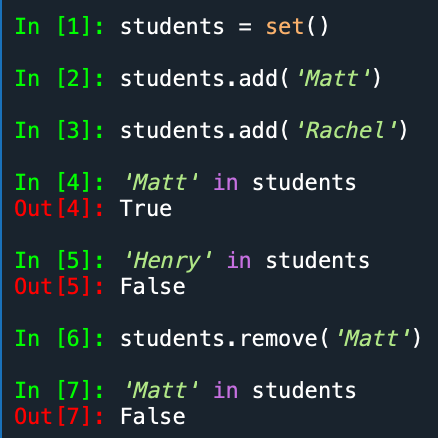 In [1]: students = set()
In [2]: students.add('Matt')
In [3]: students.add('Rachel')
In [4]: 'Matt' in students
Out[4]: True
In [5]: 'Henry' in students
Out[5]: False
In [6]: students.remove('Matt')
In [7]: 'Matt' in students
Out[7]: False